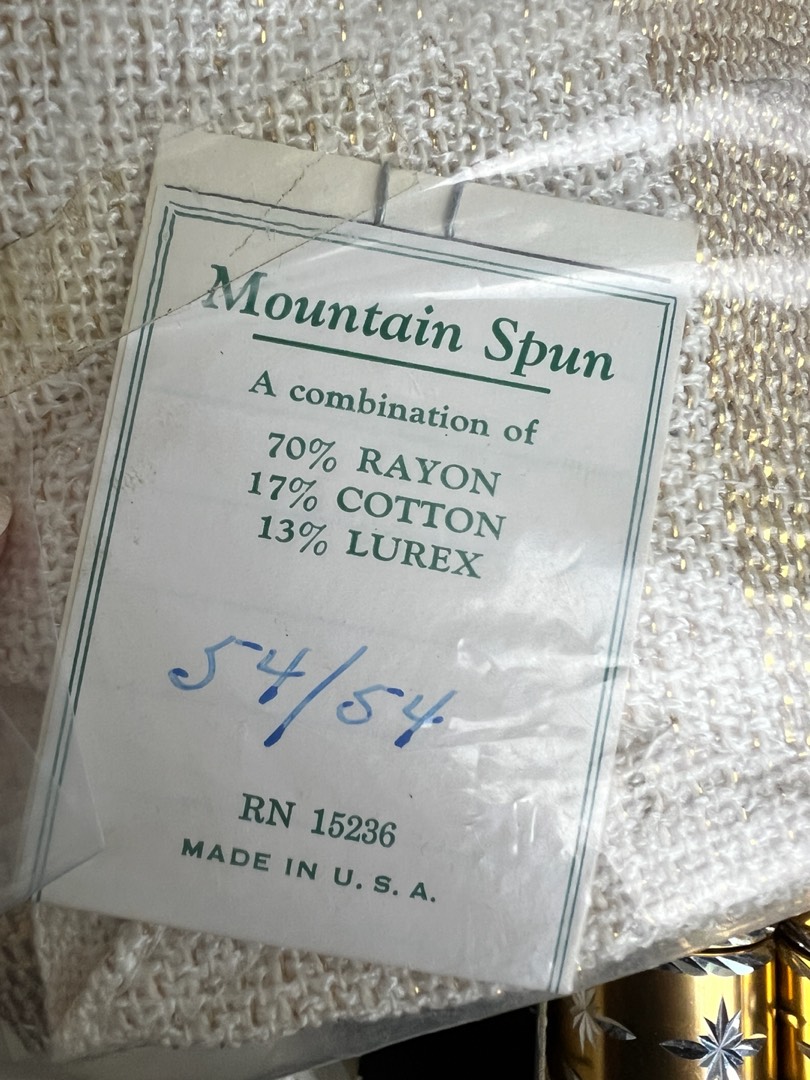 Mountain Spun
A combination of
70% RAYON
17% COTTON
13% LUREX
54/54
RN 15236
MADE IN U. S. A.